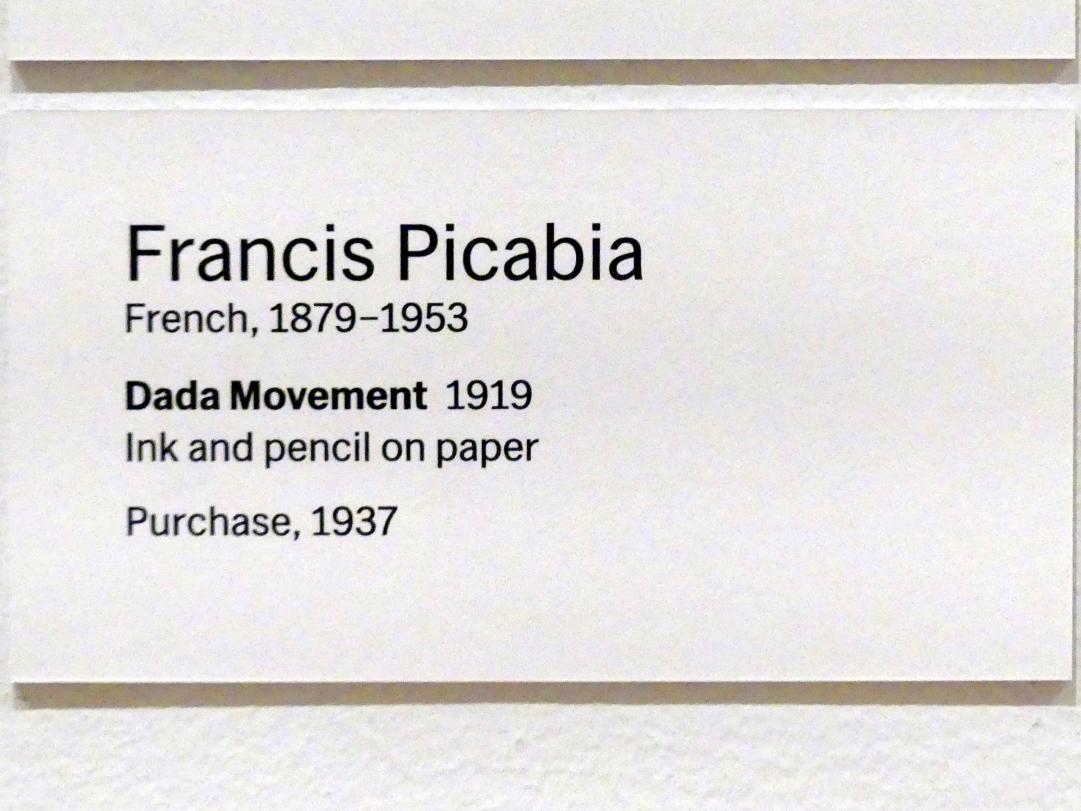 Francis Picabia
French, 1879–1953
Dada Movement 1919
Ink and pencil on paper
Purchase, 1937